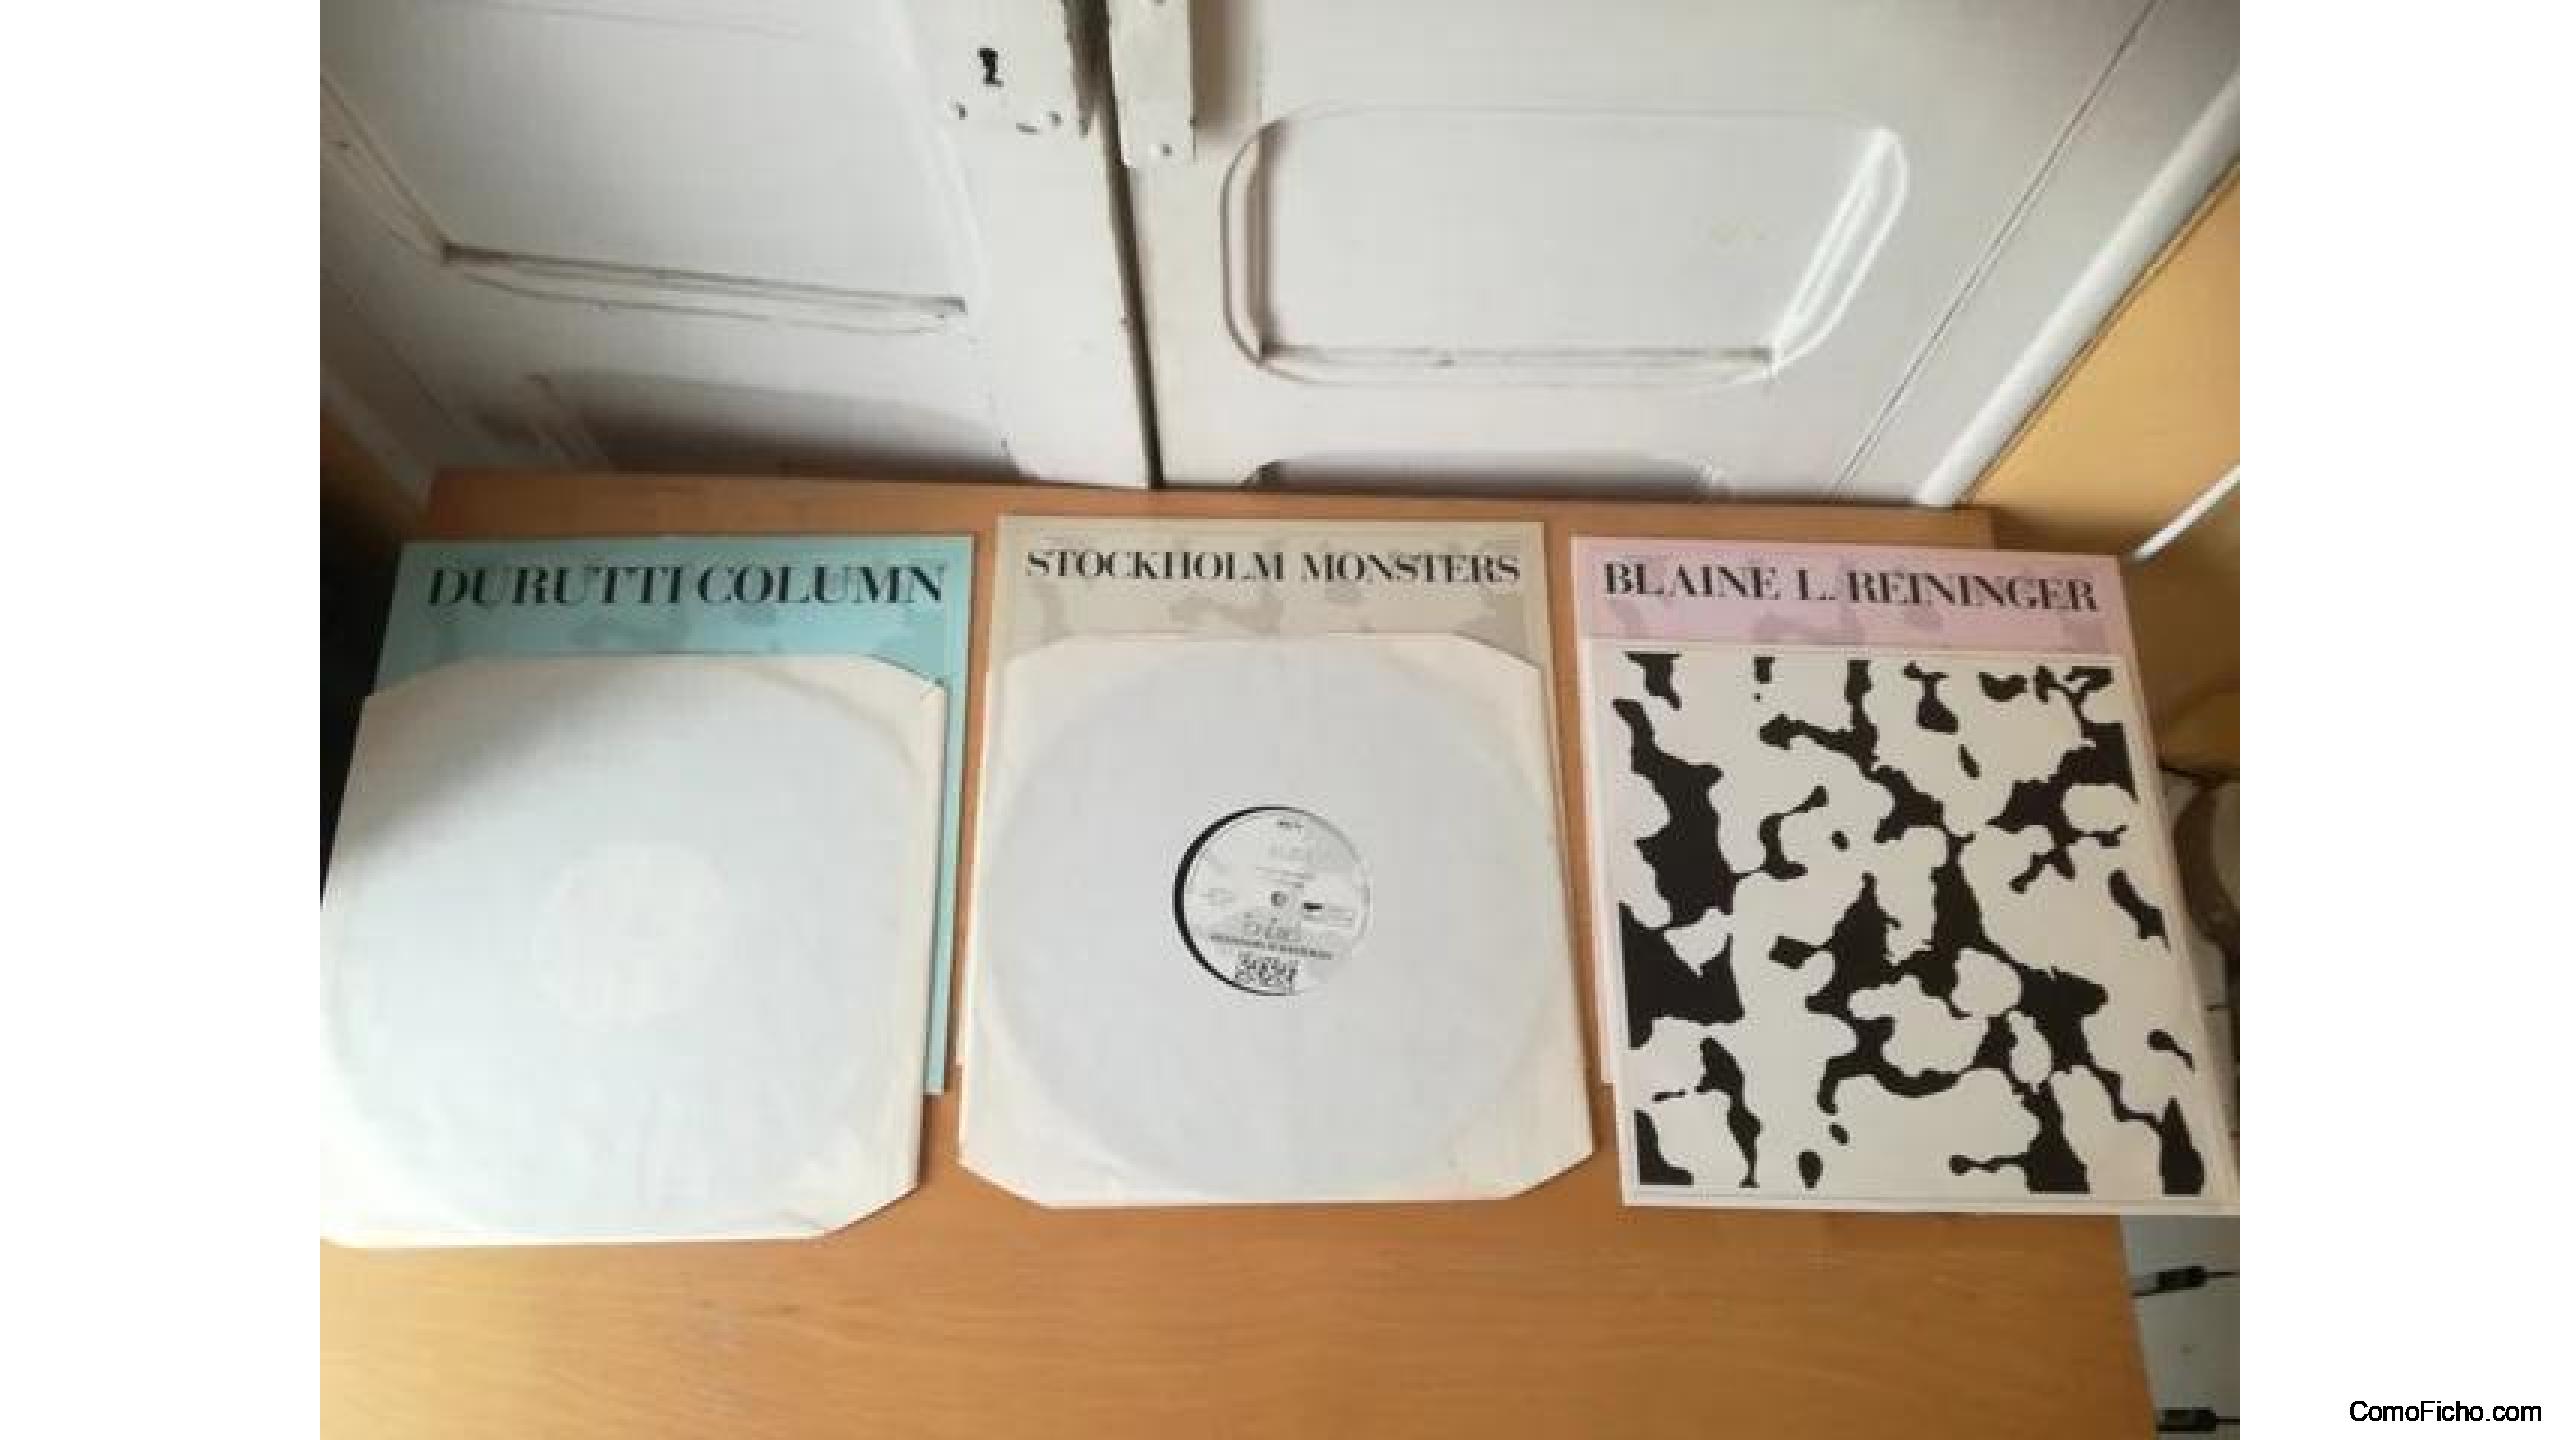 DURUTTI COLUMN
STOCKHOLM MONSTERS
BLAINE L. REININGER
ComoFicho.com